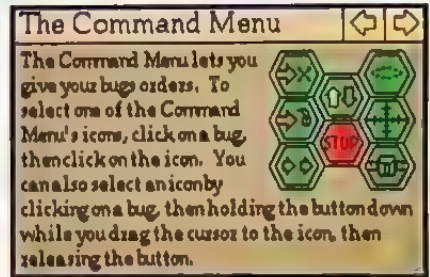 The Command Menu
The Command Menu lets you
give your bugs orders. To
select one of the Command
Menu's icons, click on a bug,
then click on the icon. You
can also select an icon by
clicking on a bug, then holding the button down
while you drag the cursor to the icon, then
releasing the button.
STOP